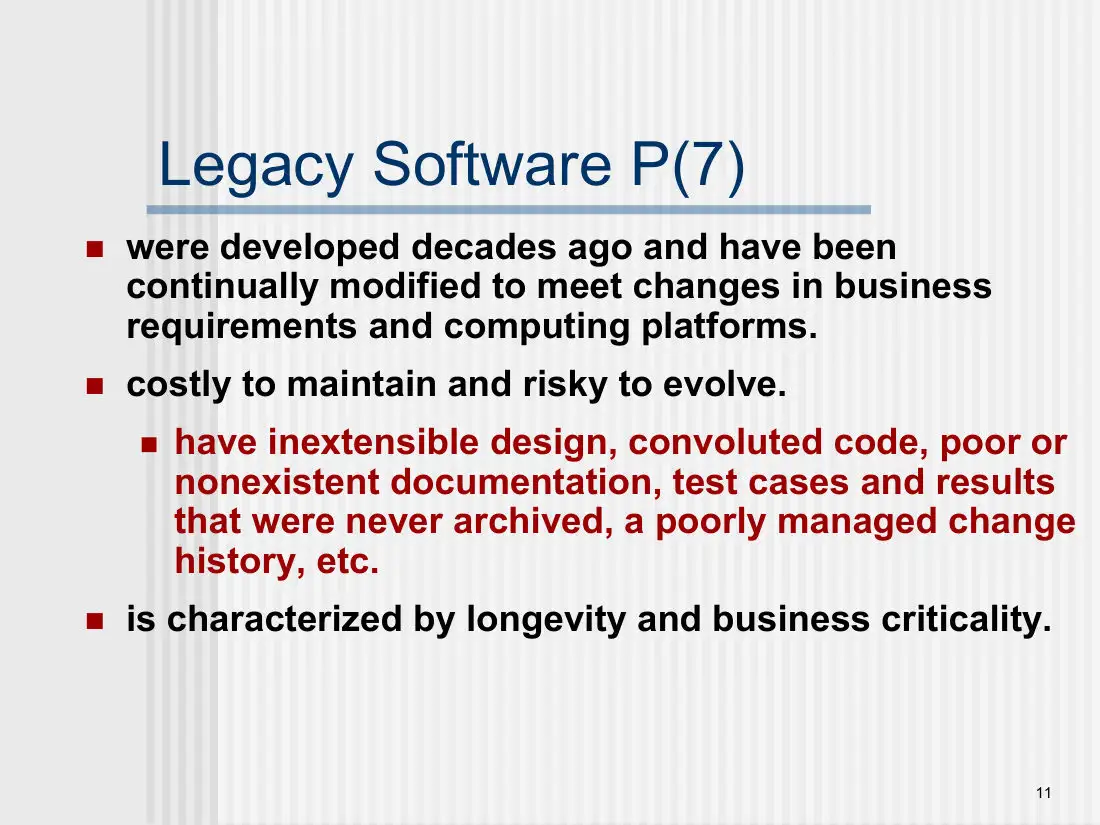 Legacy Software P(7)
were developed decades ago and have been
continually modified to meet changes in business
requirements and computing platforms.
costly to maintain and risky to evolve.
have inextensible design, convoluted code, poor or
nonexistent documentation, test cases and results
that were never archived, a poorly managed change
history, etc.
is characterized by longevity and business criticality.
11